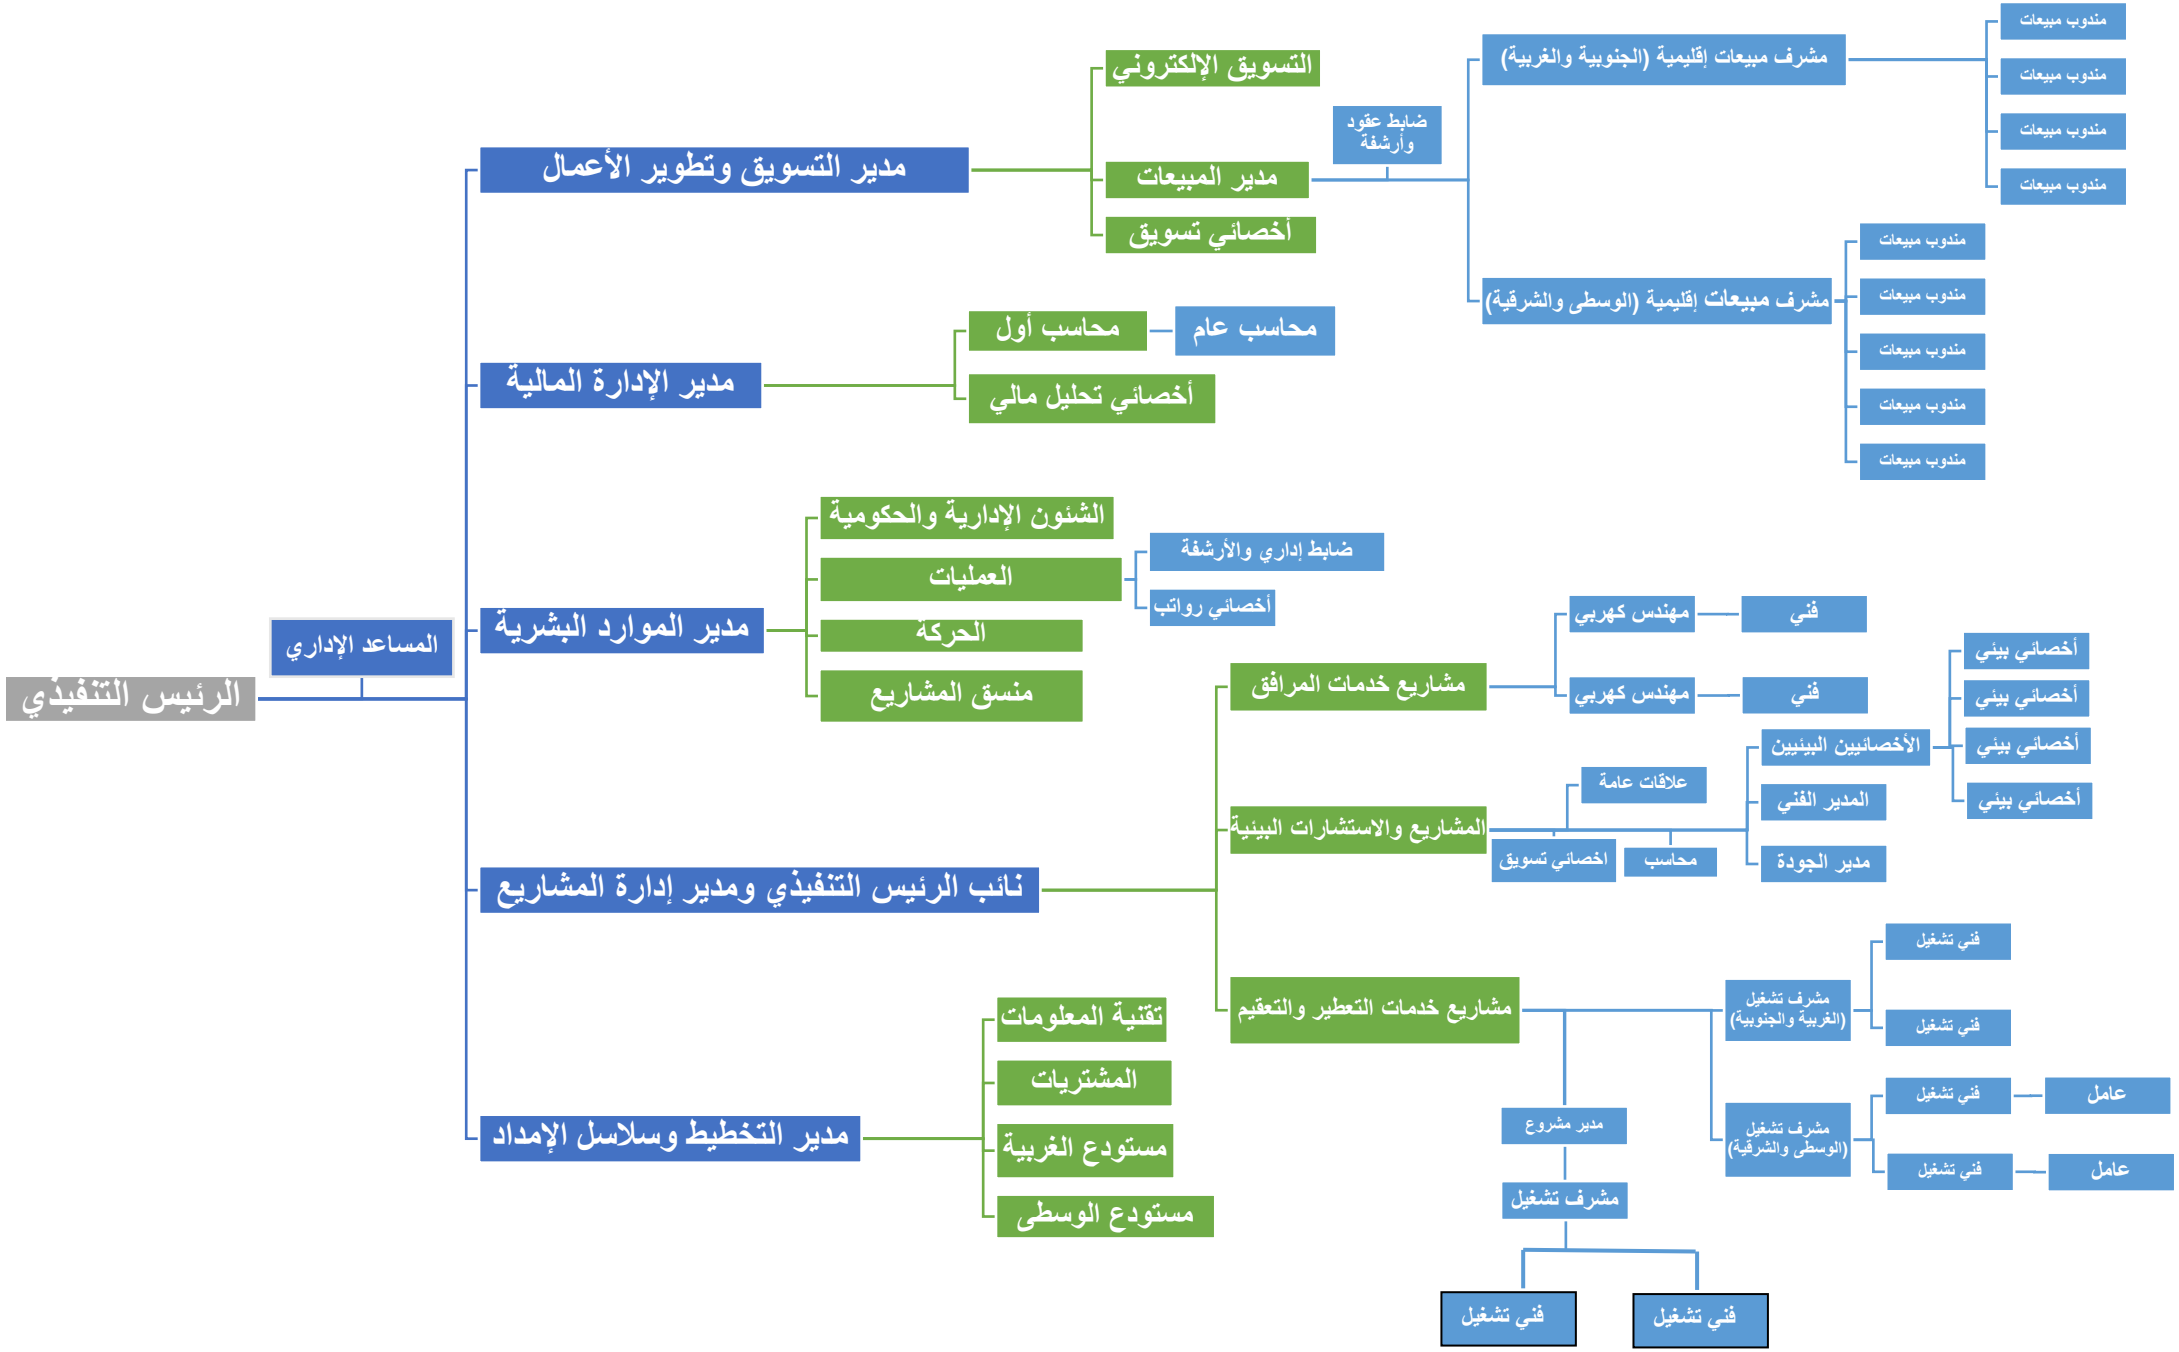 الرئيس التنفيذي
المساعد الإداري
مدير التسويق وتطوير الأعمال
التسويق الإلكتروني
مدير المبيعات
ضابط عقود
وأرشفة
مشرف مبيعات إقليمية (الجنوبية والغربية)
مندوب مبيعات
مندوب مبيعات
مندوب مبيعات
مندوب مبيعات
مشرف مبيعات إقليمية (الوسطى والشرقية)
مندوب مبيعات
مندوب مبيعات
مندوب مبيعات
مندوب مبيعات
مندوب مبيعات
أخصائي تسويق
مدير الإدارة المالية
محاسب أول
محاسب عام
أخصائي تحليل مالي
مدير الموارد البشرية
الشئون الإدارية والحكومية
العمليات
ضابط إداري والأرشفة
أخصائي رواتب
الحركة
منسق المشاريع
نائب الرئيس التنفيذي ومدير إدارة المشاريع
مشاريع خدمات المرافق
مهندس كهربي
فني
مهندس كهربي
فني
المشاريع والاستشارات البيئية
علاقات عامة
اخصائي تسويق
محاسب
الأخصائيين البيئيين
أخصائي بيئي
أخصائي بيئي
أخصائي بيئي
أخصائي بيئي
المدير الفني
مدير الجودة
مشاريع خدمات التعطير والتعقيم
مشرف تشغيل
(الغربية والجنوبية)
فني تشغيل
فني تشغيل
مشرف تشغيل
(الوسطى والشرقية)
فني تشغيل
عامل
فني تشغيل
عامل
مدير مشروع
مشرف تشغيل
فني تشغيل
فني تشغيل
مدير التخطيط وسلاسل الإمداد
تقنية المعلومات
المشتريات
مستودع الغربية
مستودع الوسطى